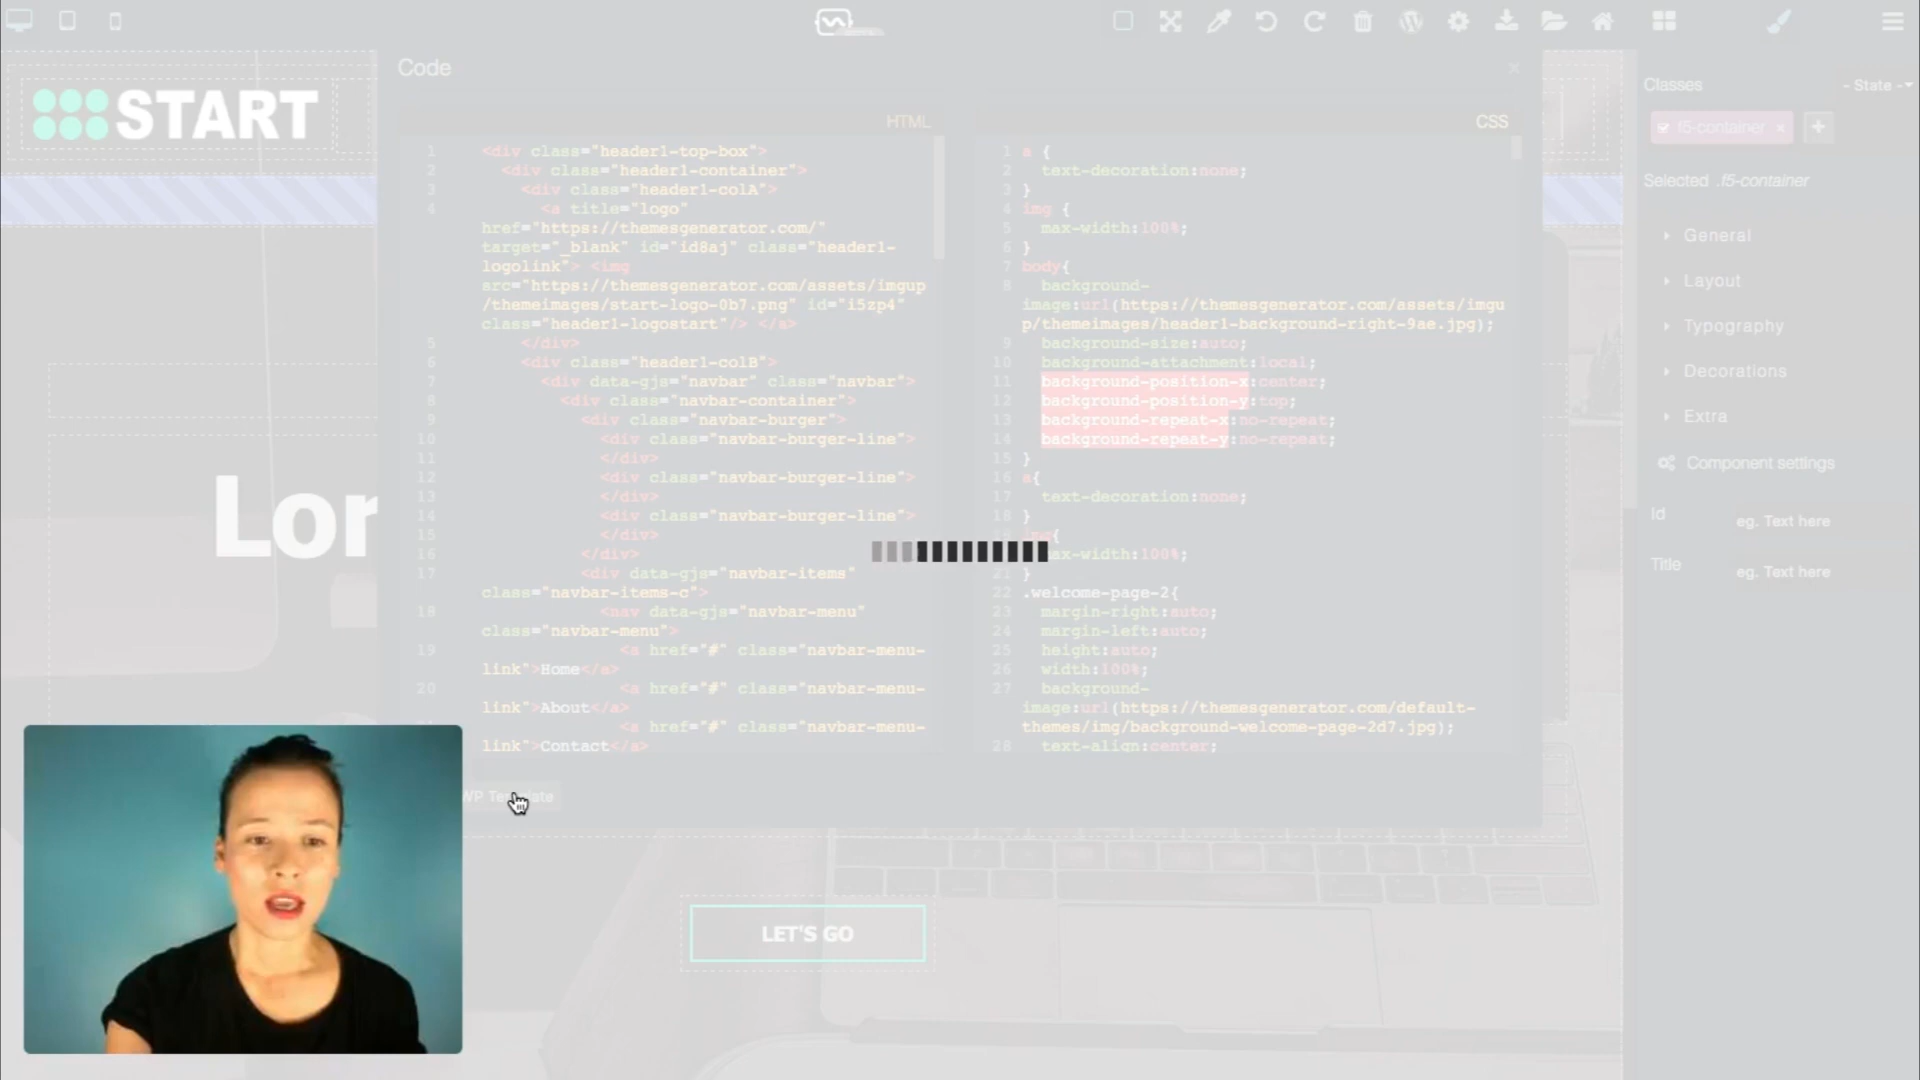 Code
START
HTML
CSS
1 <div class="header1-top-box">
2 <div class="header1-container">
3 <div class="header1-colA">
4 <a title="logo"
href="https://themesgenerator.com/"
target="_blank" id="id8aj" class="header1-
logolink"> <img
src="https://themesgenerator.com/assets/imgup
/themeimages/start-logo-0b7.png" id="i5zp4"
class="header1-logostart"/> </a>
5 </div>
6 <div class="header1-colB">
7 <div data-gjs="navbar" class="navbar">
8 <div class="navbar-container">
9 <div class="navbar-burger">
10 <div class="navbar-burger-line">
11 </div>
12 <div class="navbar-burger-line">
13 </div>
14 <div class="navbar-burger-line">
15 </div>
16 </div>
17 <div data-gjs="navbar-items"
class="navbar-items-c">
18 <nav data-gjs="navbar-menu"
class="navbar-menu">
19 <a href="#" class="navbar-menu-
link">Home</a>
20 <a href="#" class="navbar-menu-
link">About</a>
<a href="#" class="navbar-menu-
link">Contact</a>
1 a {
2 text-decoration:none;
3 }
4 img {
5 max-width:100%;
6 }
7 body{
8 background-
image:url(https://themesgenerator.com/assets/imgu
p/themeimages/header1-background-right-9ae.jpg);
9 background-size:auto;
10 background-attachment:local;
11 background-position-x:center;
12 background-position-y:top;
13 background-repeat-x:no-repeat;
14 background-repeat-y:no-repeat;
15 }
16 a{
17 text-decoration:none;
18 }
{
ax-width:100%;
21 }
22 .welcome-page-2{
23 margin-right:auto;
24 margin-left:auto;
25 height:auto;
26 width:100%;
27 background-
image:url(https://themesgenerator.com/default-
themes/img/background-welcome-page-2d7.jpg);
28 text-align:center;
Lor
LET'S GO
Classes
- State -
f5-container × +
Selected .f5-container
General
Layout
Typography
Decorations
Extra
Component settings
Id eg. Text here
Title eg. Text here